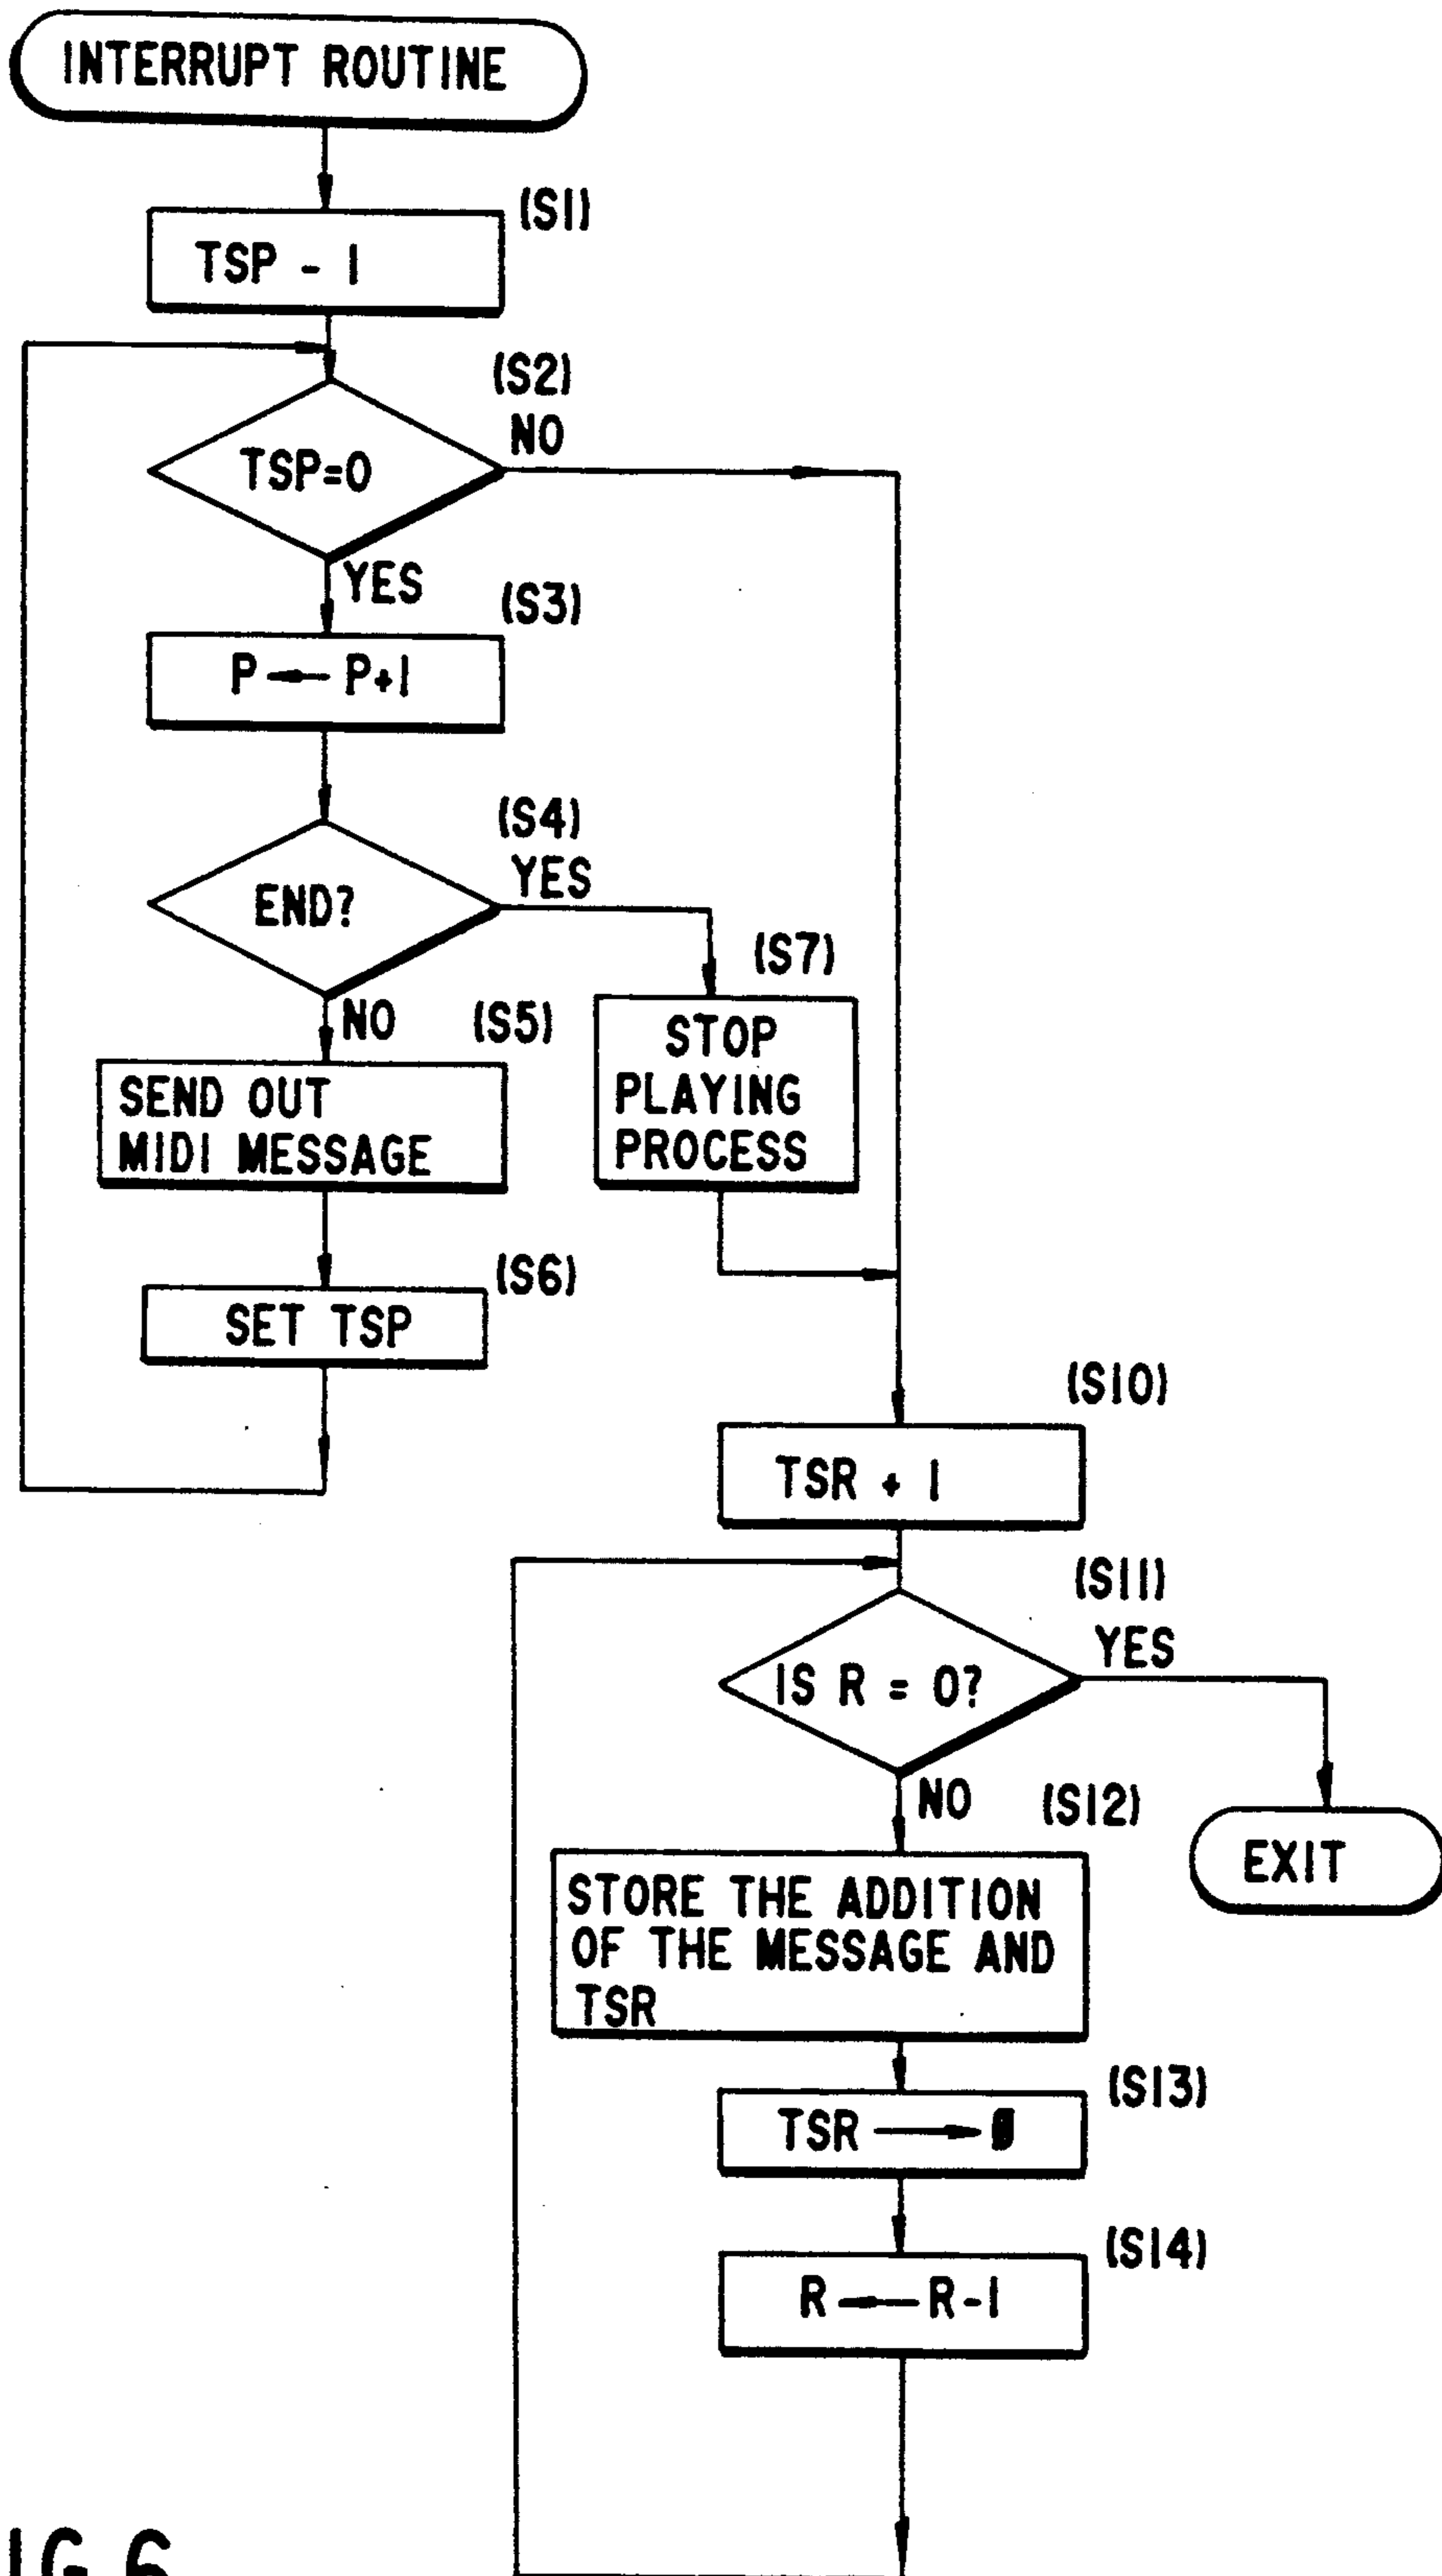 INTERRUPT ROUTINE
(S1)
TSP - 1
(S2)
NO
TSP=0
YES
(S3)
P ← P+1
(S4)
YES
END?
(S7)
NO
(S5)
STOP
PLAYING
PROCESS
SEND OUT
MIDI MESSAGE
(S6)
SET TSP
(S10)
TSR + 1
(S11)
YES
IS R = 0?
NO
(S12)
EXIT
STORE THE ADDITION
OF THE MESSAGE AND
TSR
(S13)
TSR → 0
(S14)
R ← R-1
IG. 6